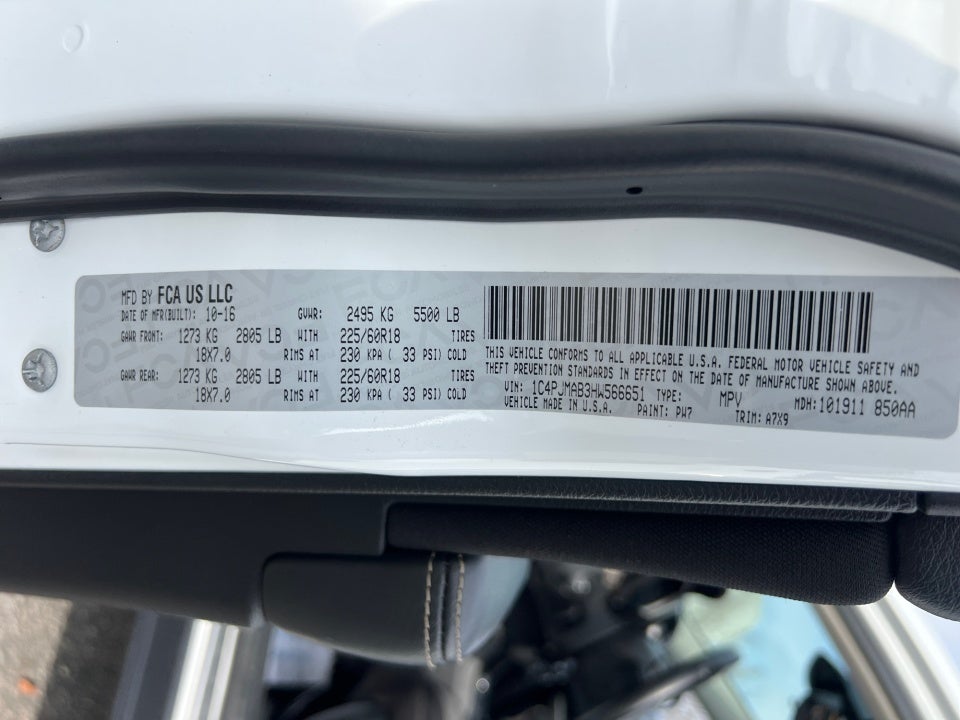 MFD BY FCA US LLC
DATE OF MFR(BUILT): 10-16 GVWR: 2495 KG 5500 LB
GAWR FRONT: 1273 KG 2805 LB WITH 225/60R18 TIRES
18X7.0 RIMS AT 230 KPA ( 33 PSI) COLD
GAWR REAR: 1273 KG 2805 LB WITH 225/60R18 TIRES
18X7.0 RIMS AT 230 KPA ( 33 PSI) COLD
THIS VEHICLE CONFORMS TO ALL APPLICABLE U.S.A. FEDERAL MOTOR VEHICLE SAFETY AND
THEFT PREVENTION STANDARDS IN EFFECT ON THE DATE OF MANUFACTURE SHOWN ABOVE.
VIN: 1C4PJMAB3HW566651 TYPE: MPV MDH:101911 850AA
VEHICLE MADE IN U.S.A. PAINT: PW7 TRIM: A7X9